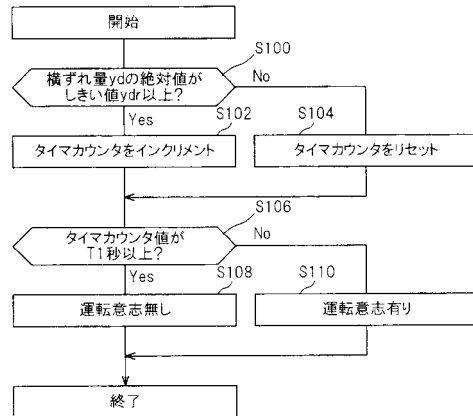 開始
S100
横ずれ量ydの絶対値が
しきい値ydr以上?
No
Yes
S102
S104
タイマカウンタをインクリメント
タイマカウンタをリセット
S106
タイマカウンタ値が
T1秒以上?
No
Yes
S108
S110
運転意志無し
運転意志有り
終了